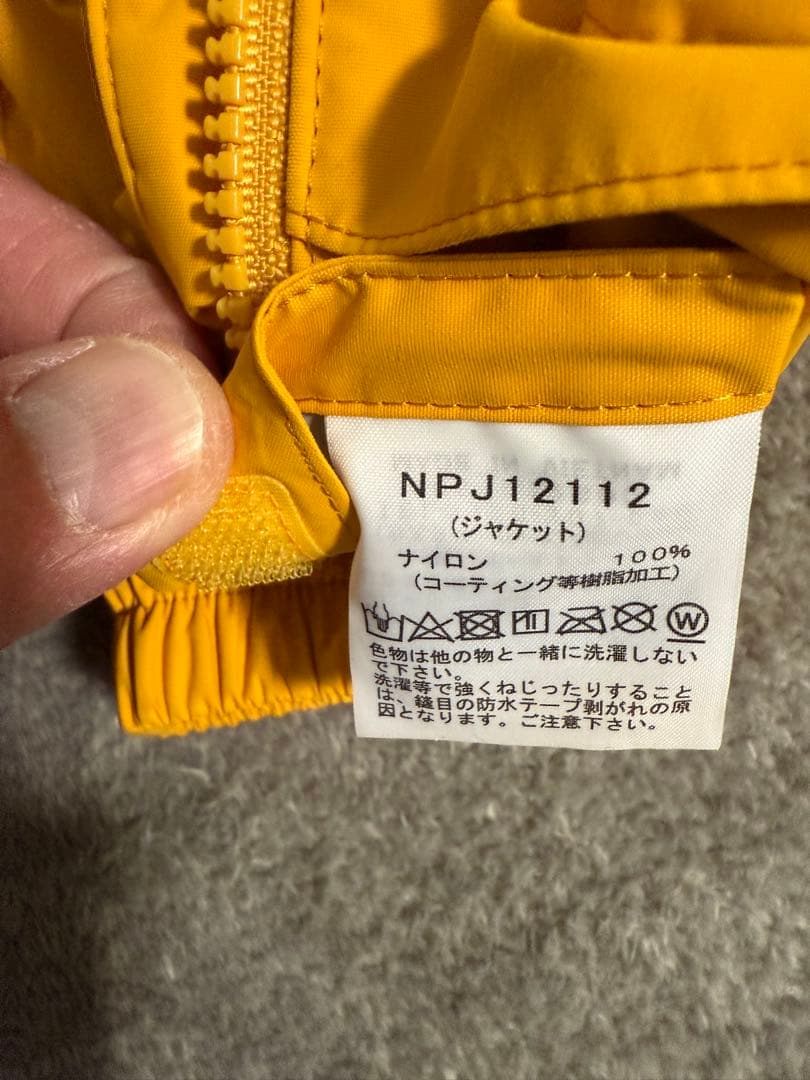 NPJ12112
(ジャケット)
ナイロン 100%
(コーティング等樹脂加工)
W
色物は他の物と一緒に洗濯しない
で下さい。
洗濯等で強くねじったりすること
は、縫目の防水テープ剥がれの原
因となります。ご注意下さい。